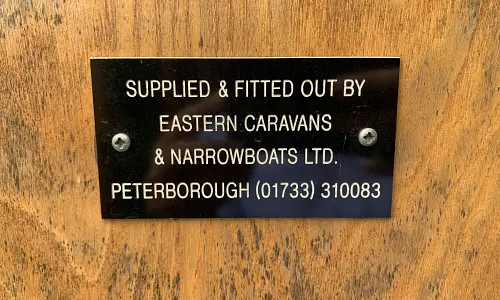 SUPPLIED & FITTED OUT BY
EASTERN CARAVANS
& NARROWBOATS LTD.
PETERBOROUGH (01733) 310083